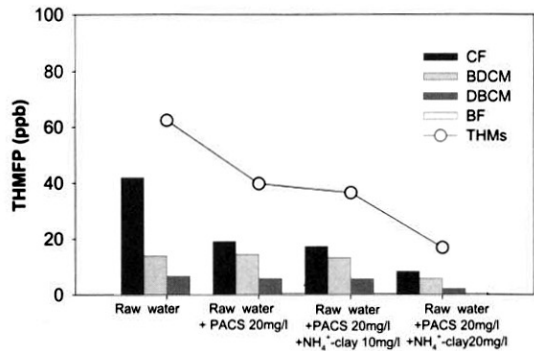 THMFP (ppb)
100
80
60
40
20
0
CF
BDCM
DBCM
BF
THMs
Raw water
Raw water
+ PACS 20mg/l
Raw water
+PACS 20mg/l
+NH₄⁺-clay 10mg/l
Raw water
+PACS 20mg/l
+NH₄⁺-clay20mg/l